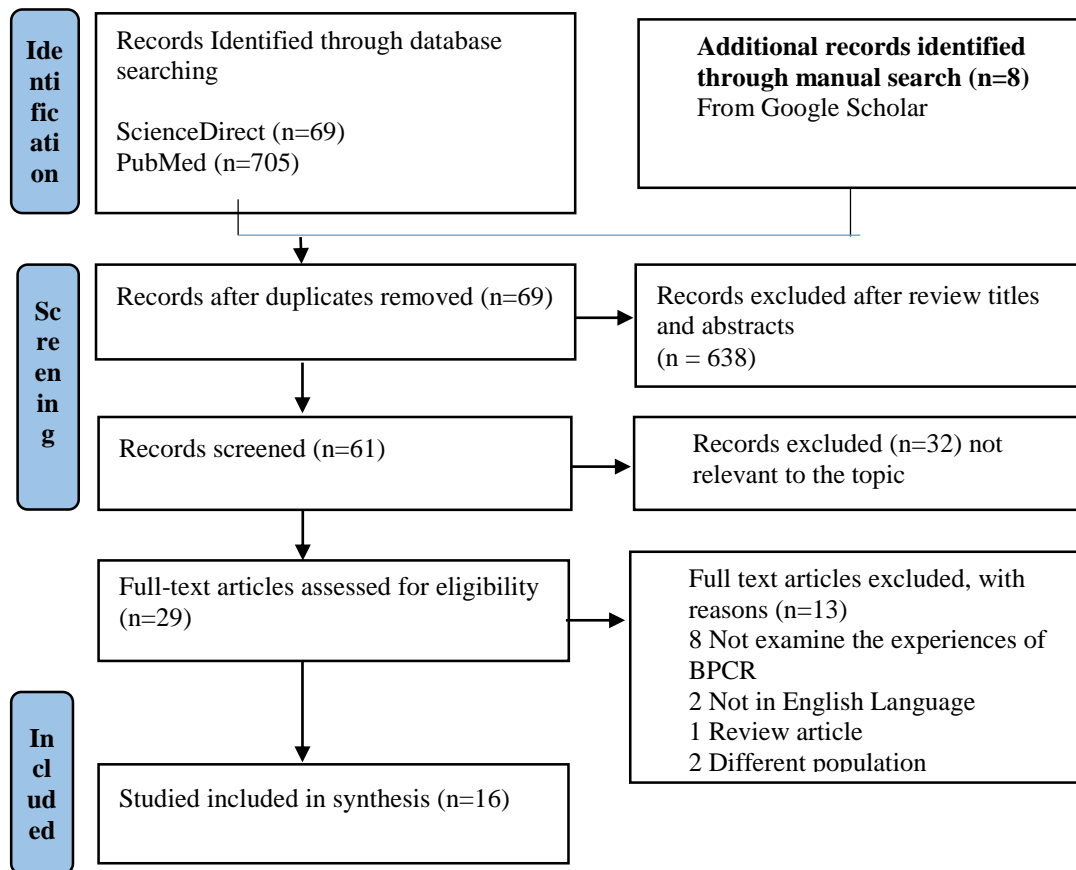 Ide
nti
fic
ati
on
Records Identified through database
searching
ScienceDirect (n=69)
PubMed (n=705)
Additional records identified
through manual search (n=8)
From Google Scholar
Sc
re
en
in
g
Records after duplicates removed (n=69)
Records excluded after review titles
and abstracts
(n = 638)
Records screened (n=61)
Records excluded (n=32) not
relevant to the topic
Full-text articles assessed for eligibility
(n=29)
Full text articles excluded, with
reasons (n=13)
8 Not examine the experiences of
BPCR
2 Not in English Language
1 Review article
2 Different population
In
cl
ud
ed
Studied included in synthesis (n=16)